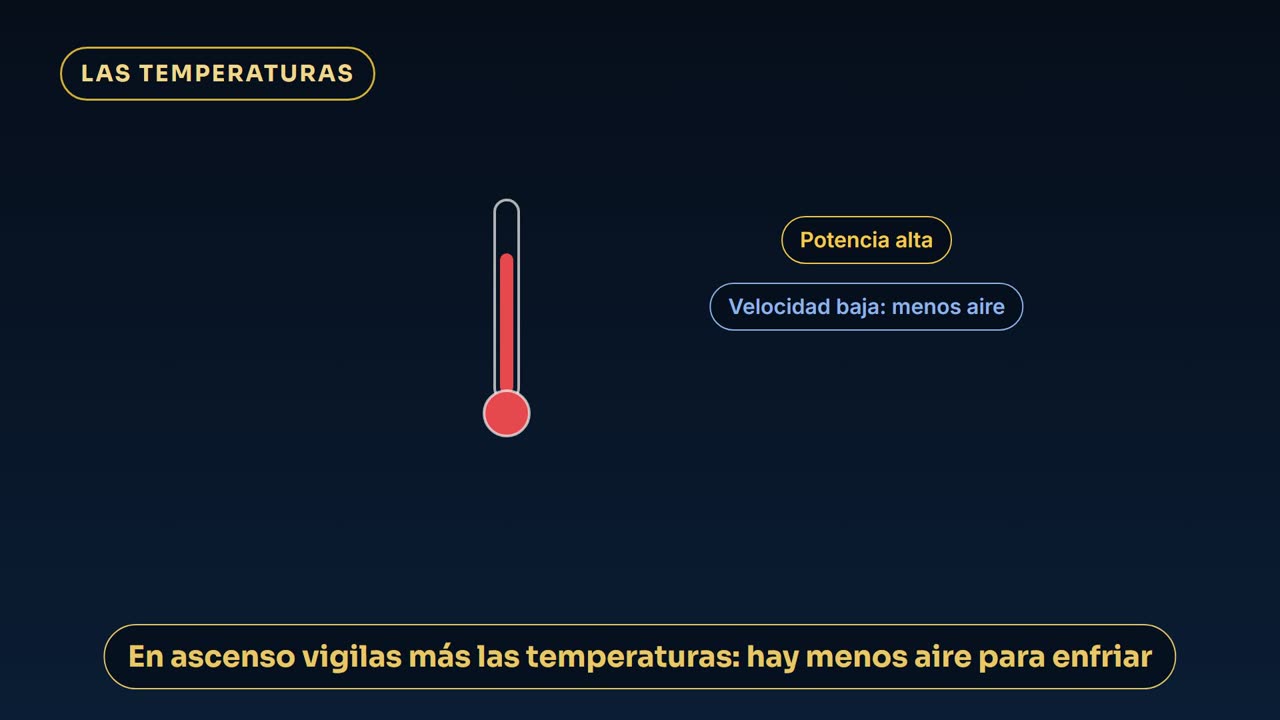 LAS TEMPERATURAS
Potencia alta
Velocidad baja: menos aire
En ascenso vigilas más las temperaturas: hay menos aire para enfriar